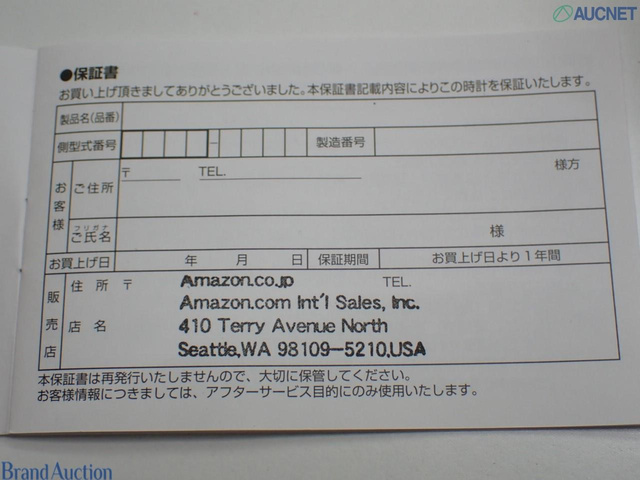 AUCNET
●保証書
お買い上げ頂きましてありがとうございました。本保証書記載内容によりこの時計を保証いたします。
製品名(品番)
側型式番号 - 製造番号
お客様 ご住所 〒 TEL. 様方
フリガナ
ご氏名 様
お買上げ日 年 月 日 保証期間 お買上げ日より1年間
販売店 住所 〒 Amazon.co.jp TEL.
Amazon.com Int'l Sales, Inc.
店名 410 Terry Avenue North
Seattle,WA 98109-5210,USA
本保証書は再発行いたしませんので、大切に保管してください。
お客様情報につきましては、アフターサービス目的にのみ使用いたします。
Brand Auction